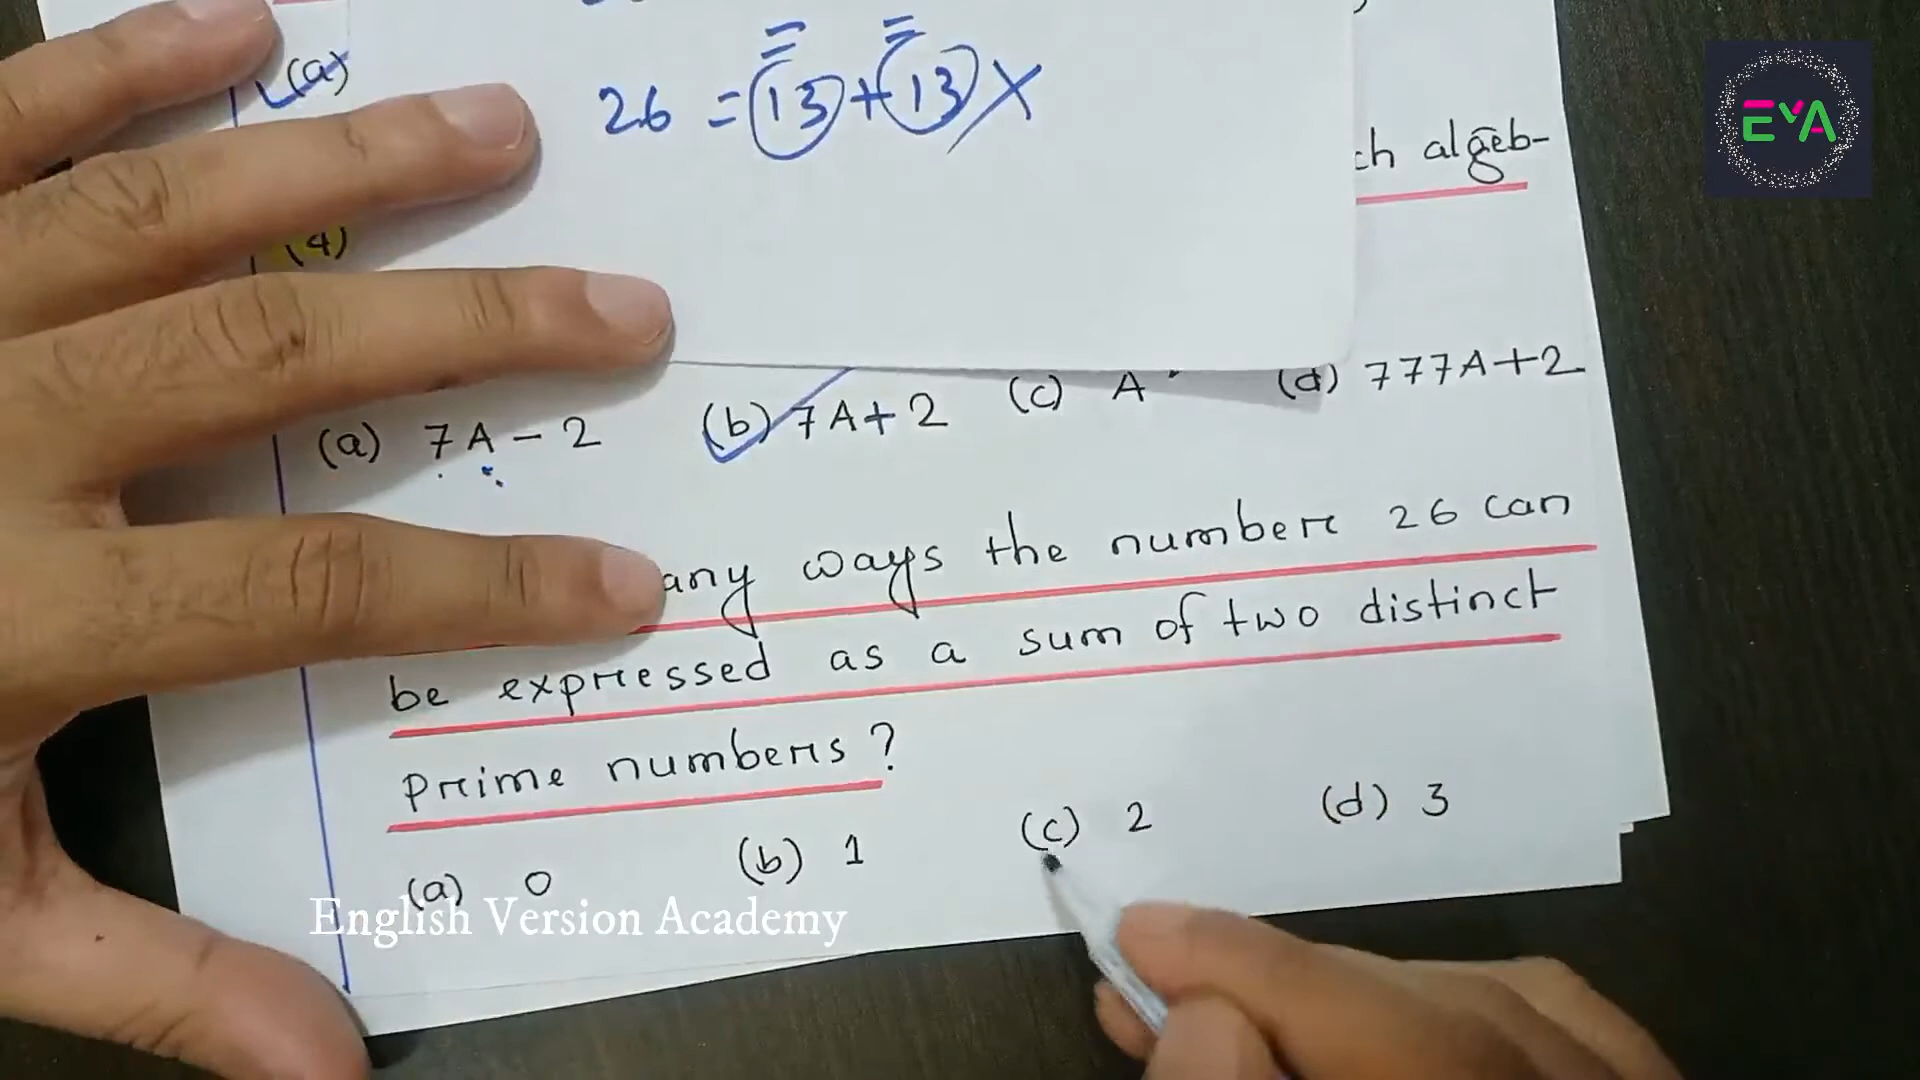 (a)
26 = 13 + 13 X
EYA
ch algeb-
(4)
(a) 7A - 2 (b) 7A + 2 (c) A (d) 777A+2
any ways the number 26 can
be expressed as a sum of two distinct
prime numbers?
(a) 0 (b) 1 (c) 2 (d) 3
English Version Academy